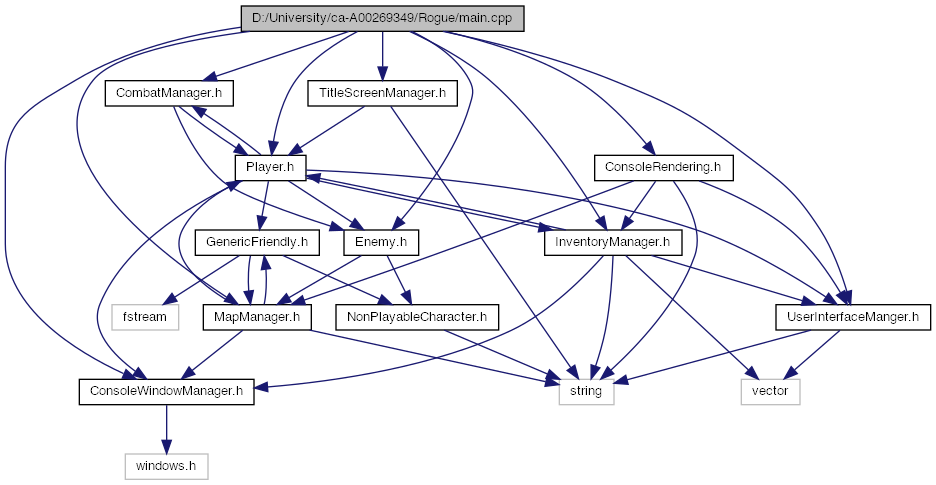 D:/University/ca-A00269349/Rogue/main.cpp
CombatManager.h
TitleScreenManager.h
Player.h
ConsoleRendering.h
GenericFriendly.h
Enemy.h
InventoryManager.h
fstream
MapManager.h
NonPlayableCharacter.h
UserInterfaceManger.h
ConsoleWindowManager.h
string
vector
windows.h